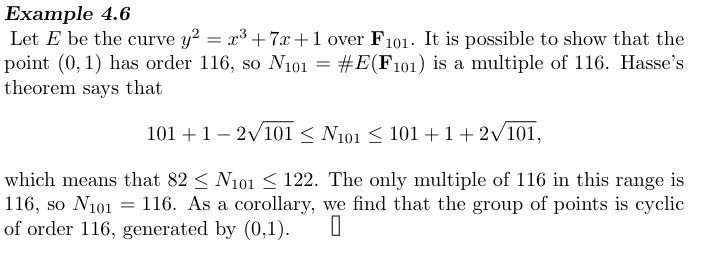 Example 4.6
Let E be the curve y² = x³ + 7x + 1 over F₁₀₁. It is possible to show that the
point (0, 1) has order 116, so N₁₀₁ = #E(F₁₀₁) is a multiple of 116. Hasse's
theorem says that
101 + 1 − 2√101 ≤ N₁₀₁ ≤ 101 + 1 + 2√101,
which means that 82 ≤ N₁₀₁ ≤ 122. The only multiple of 116 in this range is
116, so N₁₀₁ = 116. As a corollary, we find that the group of points is cyclic
of order 116, generated by (0,1).